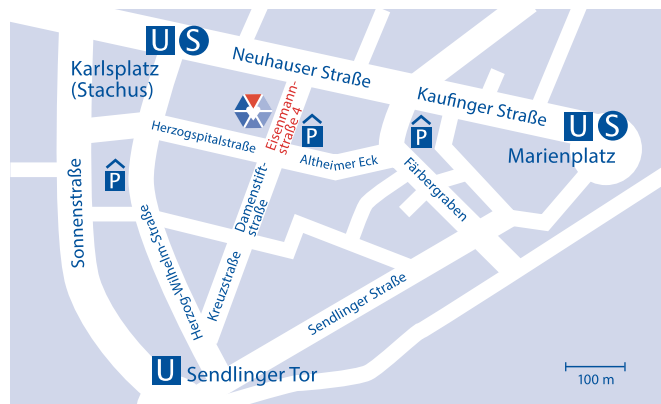 U S
Karlsplatz
(Stachus)
Neuhauser Straße
Kaufinger Straße
U S
Marienplatz
Eisenmann-
straße 4
P
P
P
Herzogspitalstraße
Altheimer Eck
Färbergraben
Damenstift-
straße
Sonnenstraße
Herzog-Wilhelm-Straße
Kreuzstraße
Sendlinger Straße
U Sendlinger Tor
100 m